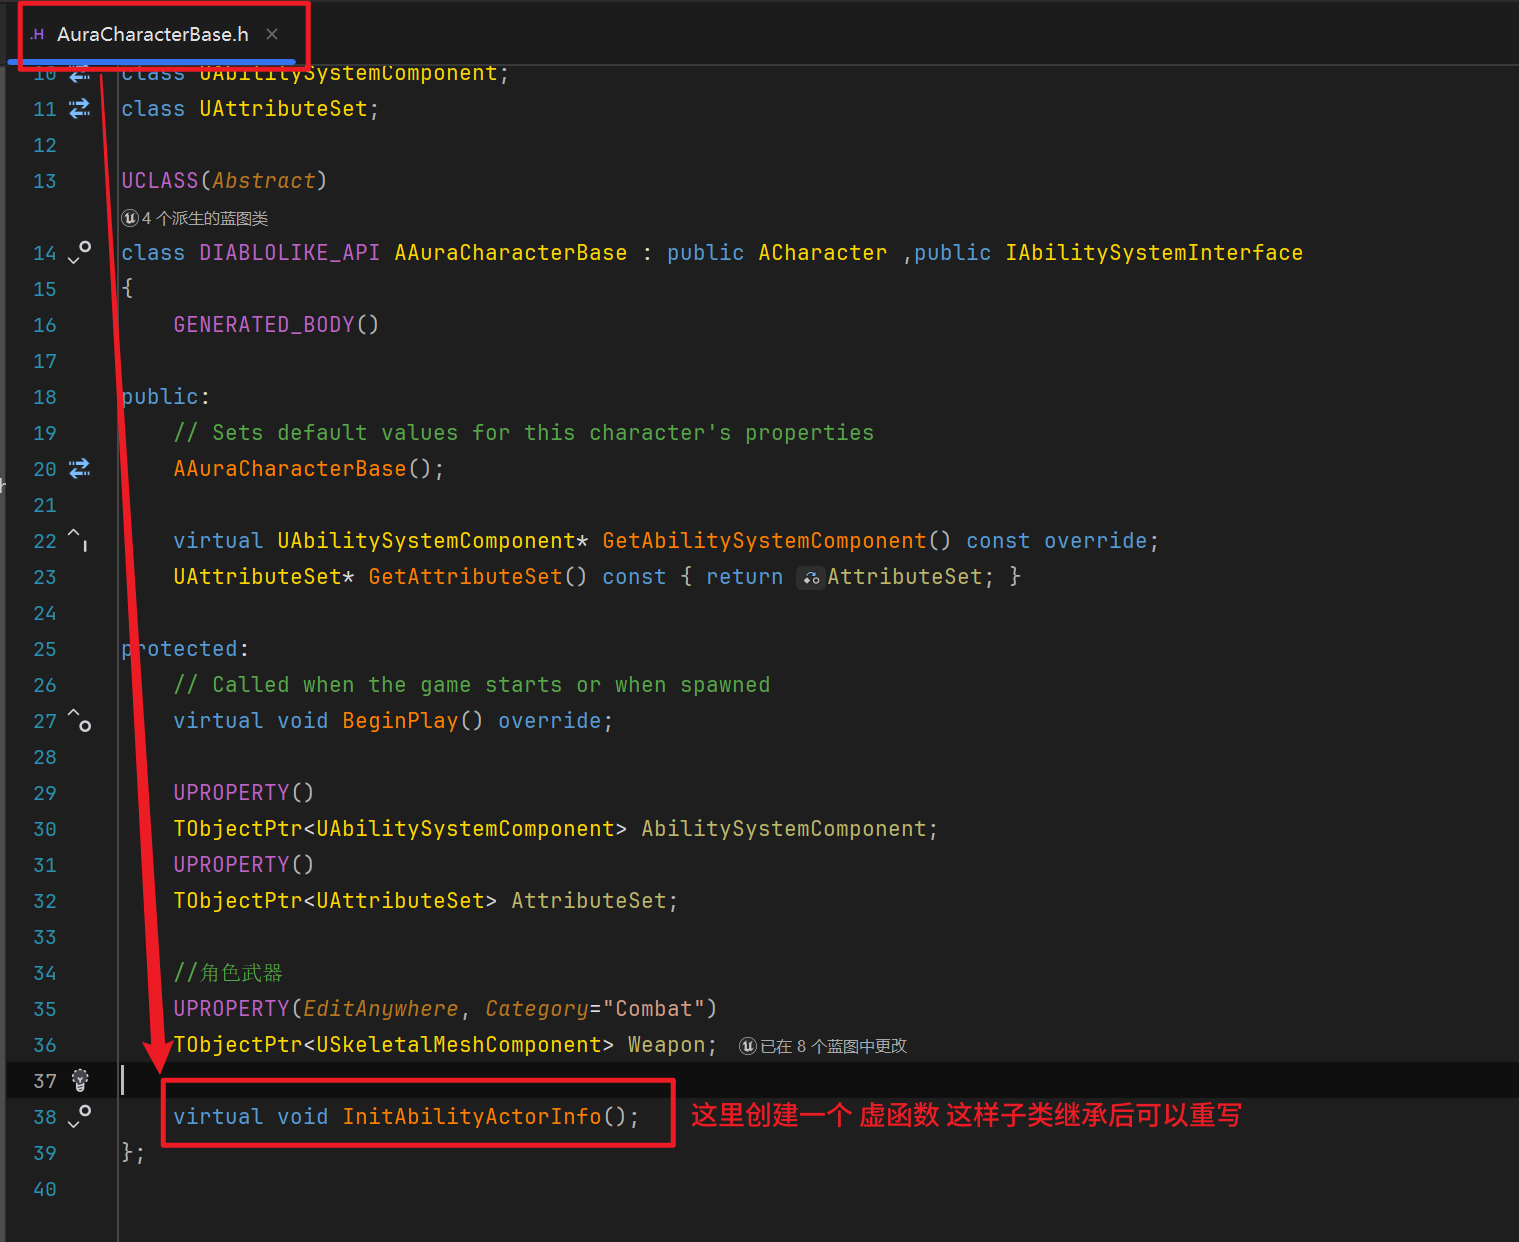 .H AuraCharacterBase.h ×
10 class UAbilitySystemComponent;
11 class UAttributeSet;
12
13 UCLASS(Abstract)
4 个派生的蓝图类
14 class DIABLOLIKE_API AAuraCharacterBase : public ACharacter ,public IAbilitySystemInterface
15 {
16 GENERATED_BODY()
17
18 public:
19 // Sets default values for this character's properties
20 AAuraCharacterBase();
21
22 virtual UAbilitySystemComponent* GetAbilitySystemComponent() const override;
23 UAttributeSet* GetAttributeSet() const { return AttributeSet; }
24
25 protected:
26 // Called when the game starts or when spawned
27 virtual void BeginPlay() override;
28
29 UPROPERTY()
30 TObjectPtr<UAbilitySystemComponent> AbilitySystemComponent;
31 UPROPERTY()
32 TObjectPtr<UAttributeSet> AttributeSet;
33
34 //角色武器
35 UPROPERTY(EditAnywhere, Category="Combat")
36 TObjectPtr<USkeletalMeshComponent> Weapon; 已在 8 个蓝图中更改
37
38 virtual void InitAbilityActorInfo(); 这里创建一个 虚函数 这样子类继承后可以重写
39 };
40